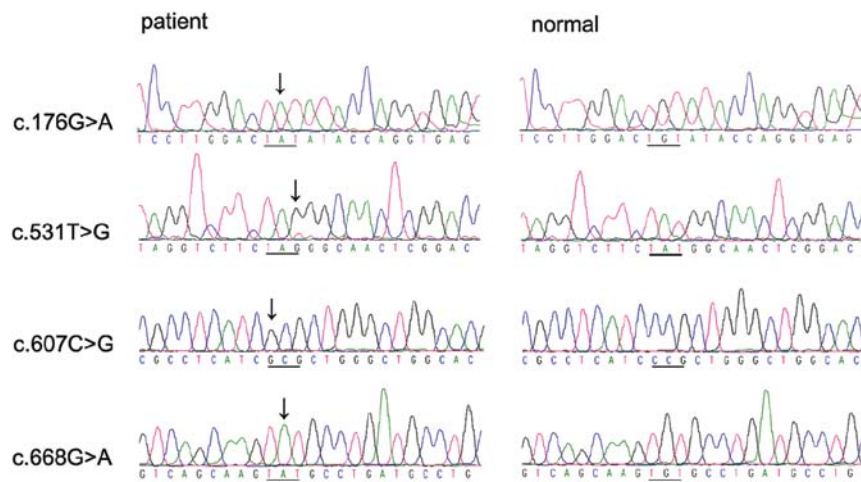 patient normal
c.176G>A TCCTTGGACTATATACCAGGTGAG TCCTTGGACTGTATACCAGGTGAG
c.531T>G TAGGTCTTCTAGGGCAACTCGGAC TAGGTCTTCTATGGCAACTCGGAC
c.607C>G CGCCTCATCGCGCTGGGCTGGCAC CGCCTCATCCCGCTGGGCTGGCAC
c.668G>A GTCAGCAAGTATGCCTGATGCCTG GTCAGCAAGTGTGCCTGATGCCTG